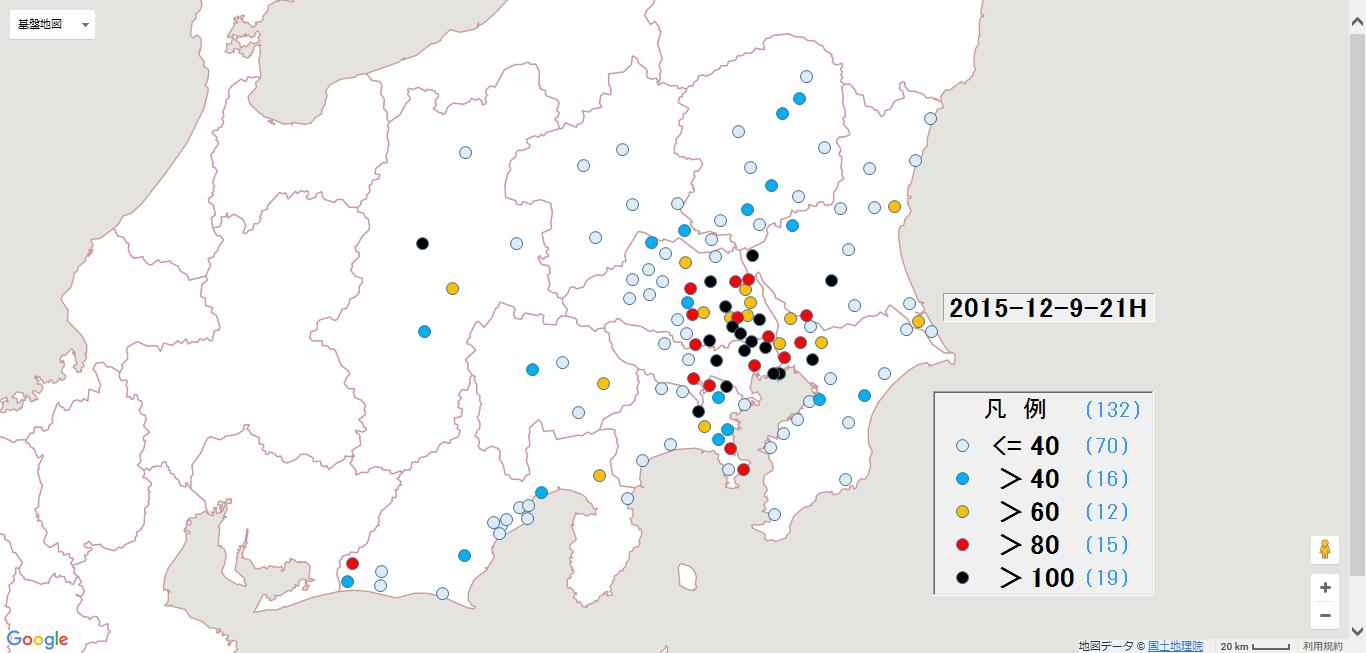 基盤地図
2015-12-9-21H
凡 例 (132)
<= 40 (70)
> 40 (16)
> 60 (12)
> 80 (15)
> 100 (19)
Google
地図データ © 国土地理院 20 km 利用規約